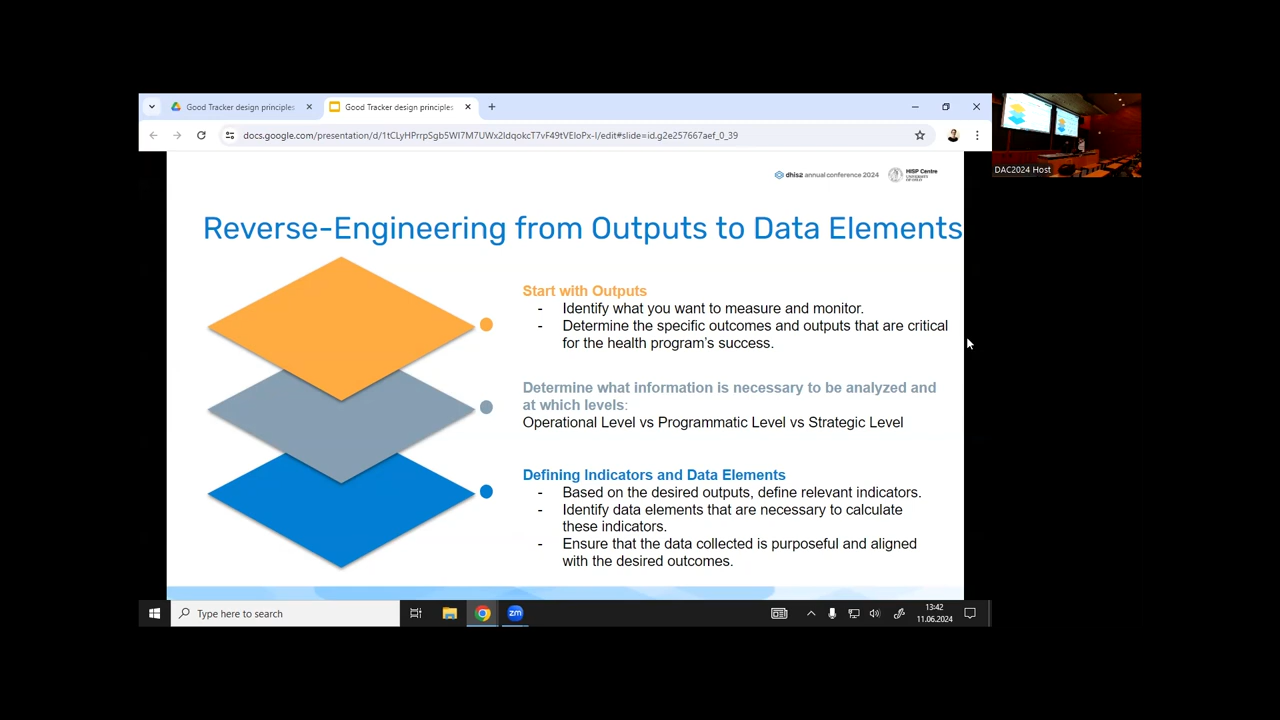 Good Tracker design principles
Good Tracker design principles
docs.google.com/presentation/d/1tCLyHPrrpSgb5WI7M7UWx2IdqokcT7vF49tVEIoPx-I/edit#slide=id.g2e257667aef_0_39
dhis2 annual conference 2024
HISP Centre
DAC2024 Host
Reverse-Engineering from Outputs to Data Elements
Start with Outputs
- Identify what you want to measure and monitor.
- Determine the specific outcomes and outputs that are critical
for the health program's success.
Determine what information is necessary to be analyzed and
at which levels:
Operational Level vs Programmatic Level vs Strategic Level
Defining Indicators and Data Elements
- Based on the desired outputs, define relevant indicators.
- Identify data elements that are necessary to calculate
these indicators.
- Ensure that the data collected is purposeful and aligned
with the desired outcomes.
Type here to search
zm
13:42
11.06.2024